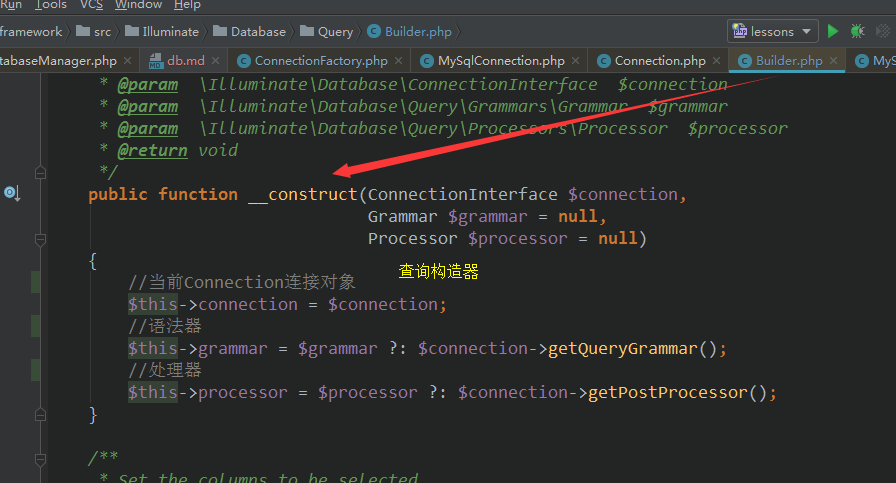 Run Tools VCS Window Help
framework src Illuminate Database Query Builder.php lessons
tabaseManager.php db.md ConnectionFactory.php MySqlConnection.php Connection.php Builder.php MyS
* @param \Illuminate\Database\ConnectionInterface $connection
* @param \Illuminate\Database\Query\Grammars\Grammar $grammar
* @param \Illuminate\Database\Query\Processors\Processor $processor
* @return void
*/
public function __construct(ConnectionInterface $connection,
Grammar $grammar = null,
Processor $processor = null)
{
查询构造器
//当前Connection连接对象
$this->connection = $connection;
//语法器
$this->grammar = $grammar ?: $connection->getQueryGrammar();
//处理器
$this->processor = $processor ?: $connection->getPostProcessor();
}
/**
* Set the columns to be selected